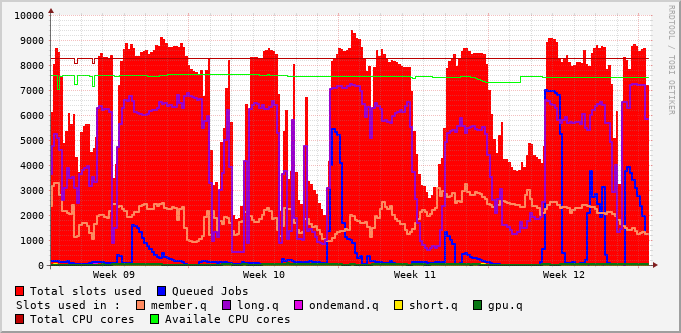 10000
9000
8000
7000
6000
5000
4000
3000
2000
1000
0
Week 09 Week 10 Week 11 Week 12
RRDTOOL / TOBI OETIKER
Total slots used Queued Jobs
Slots used in : member.q long.q ondemand.q short.q gpu.q
Total CPU cores Availale CPU cores